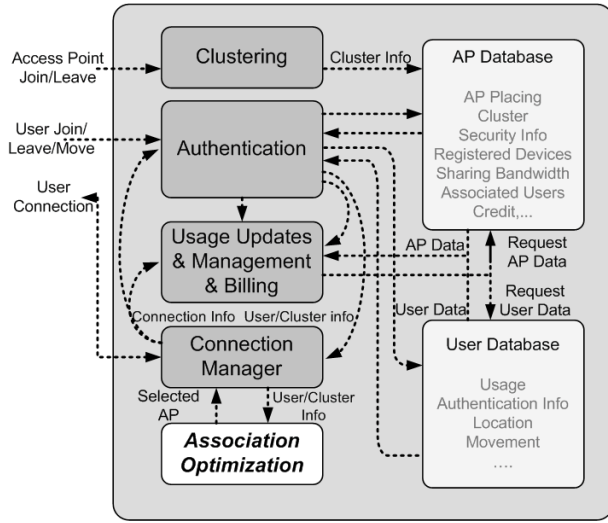 Access Point
Join/Leave
Clustering
Cluster Info
AP Database
AP Placing
Cluster
Security Info
Registered Devices
Sharing Bandwidth
Associated Users
Credit,...
User Join/
Leave/Move
Authentication
User
Connection
Usage Updates
& Management
& Billing
AP Data
Request
AP Data
Request
User Data
User Data
Connection Info
User/Cluster info
Connection
Manager
User Database
Usage
Authentication Info
Location
Movement
....
Selected
AP
User/Cluster
Info
Association
Optimization